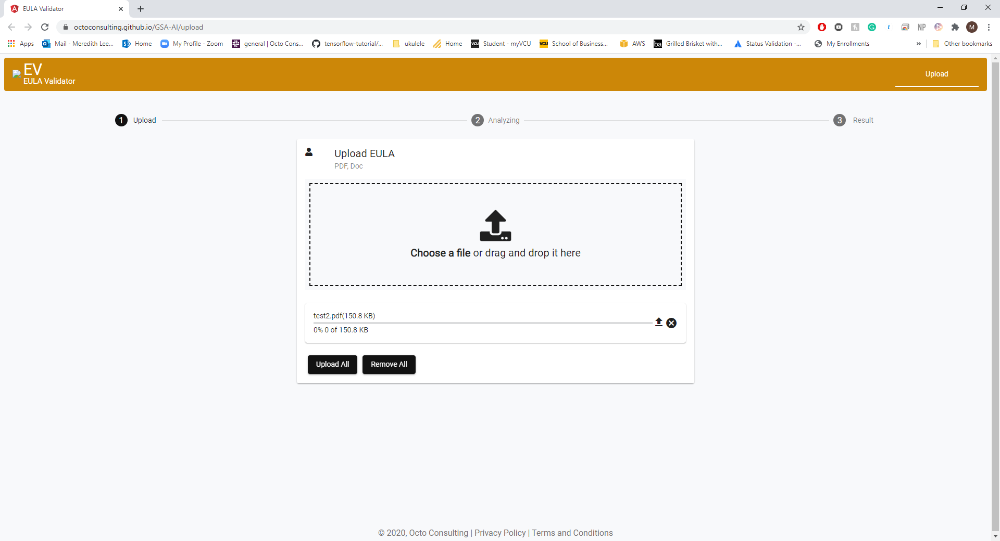 EULA Validator
octoconsulting.github.io/GSA-AI/upload
M
Apps
Mail - Meredith Lee...
Home
My Profile - Zoom
general | Octo Cons...
tensorflow-tutorial/...
ukulele
Home
VCU Student - myVCU
VCU School of Business...
AWS
ba Grilled Brisket with...
Status Validation -...
My Enrollments
»
Other bookmarks
NP
EV
EULA Validator
Upload
1 Upload
2 Analyzing
3 Result
Upload EULA
PDF, Doc
Choose a file or drag and drop it here
test2.pdf(150.8 KB)
0% 0 of 150.8 KB
Upload All
Remove All
© 2020, Octo Consulting | Privacy Policy | Terms and Conditions